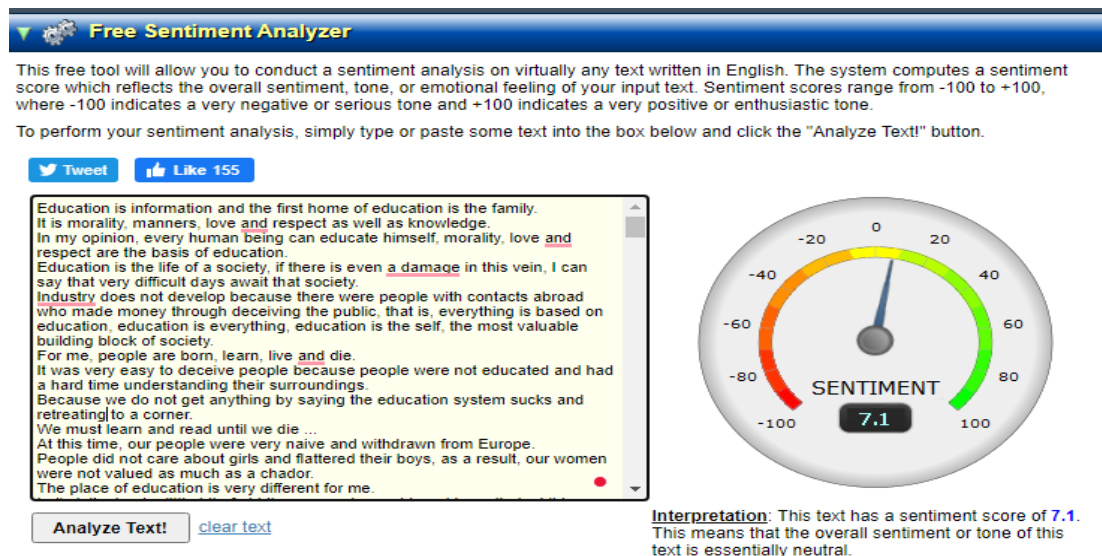 Free Sentiment Analyzer
This free tool will allow you to conduct a sentiment analysis on virtually any text written in English. The system computes a sentiment
score which reflects the overall sentiment, tone, or emotional feeling of your input text. Sentiment scores range from -100 to +100,
where -100 indicates a very negative or serious tone and +100 indicates a very positive or enthusiastic tone.
To perform your sentiment analysis, simply type or paste some text into the box below and click the "Analyze Text!" button.
Tweet
Like 155
Education is information and the first home of education is the family.
It is morality, manners, love and respect as well as knowledge.
In my opinion, every human being can educate himself, morality, love and
respect are the basis of education.
Education is the life of a society, if there is even a damage in this vein, I can
say that very difficult days await that society.
Industry does not develop because there were people with contacts abroad
who made money through deceiving the public, that is, everything is based on
education, education is everything, education is the self, the most valuable
building block of society.
For me, people are born, learn, live and die.
It was very easy to deceive people because people were not educated and had
a hard time understanding their surroundings.
Because we do not get anything by saying the education system sucks and
retreating to a corner.
We must learn and read until we die ...
At this time, our people were very naive and withdrawn from Europe.
People did not care about girls and flattered their boys, as a result, our women
were not valued as much as a chador.
The place of education is very different for me.
Analyze Text!
clear text
-100
-80
-60
-40
-20
0
20
40
60
80
100
SENTIMENT
7.1
Interpretation: This text has a sentiment score of 7.1.
This means that the overall sentiment or tone of this
text is essentially neutral.